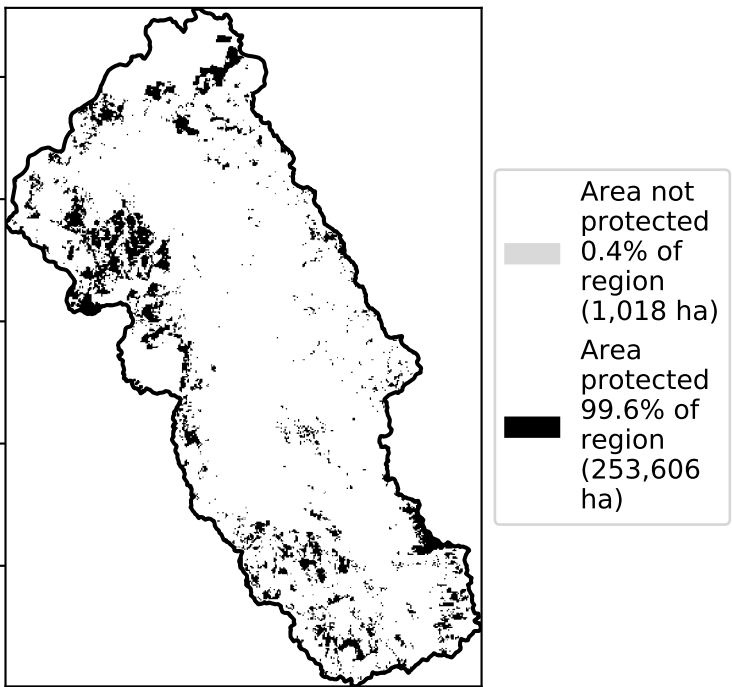 Area not
protected
0.4% of
region
(1,018 ha)
Area
protected
99.6% of
region
(253,606
ha)